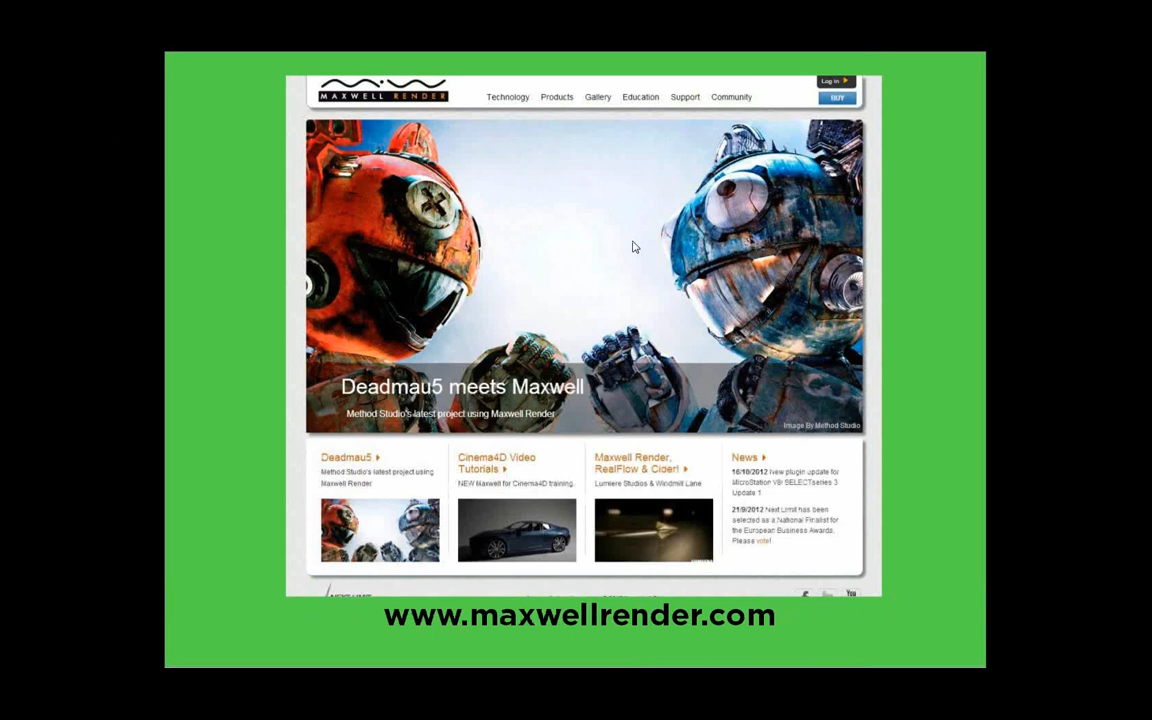 MAXWELL RENDER
Log in
BUY
Technology Products Gallery Education Support Community
Deadmau5 meets Maxwell
Method Studio's latest project using Maxwell Render
Image By Method Studio
Deadmau5
Method Studio's latest project using
Maxwell Render
Cinema4D Video
Tutorials
NEW Maxwell for Cinema4D training.
Maxwell Render,
RealFlow & Cider!
Lumiere Studios & Windmill Lane
News
16/10/2012 New plugin update for
MicroStation V8i SELECTseries 3
Update 1
21/9/2012 Next Limit has been
selected as a National Finalist for
the European Business Awards.
Please vote!
NEXT LIMIT
You
www.maxwellrender.com